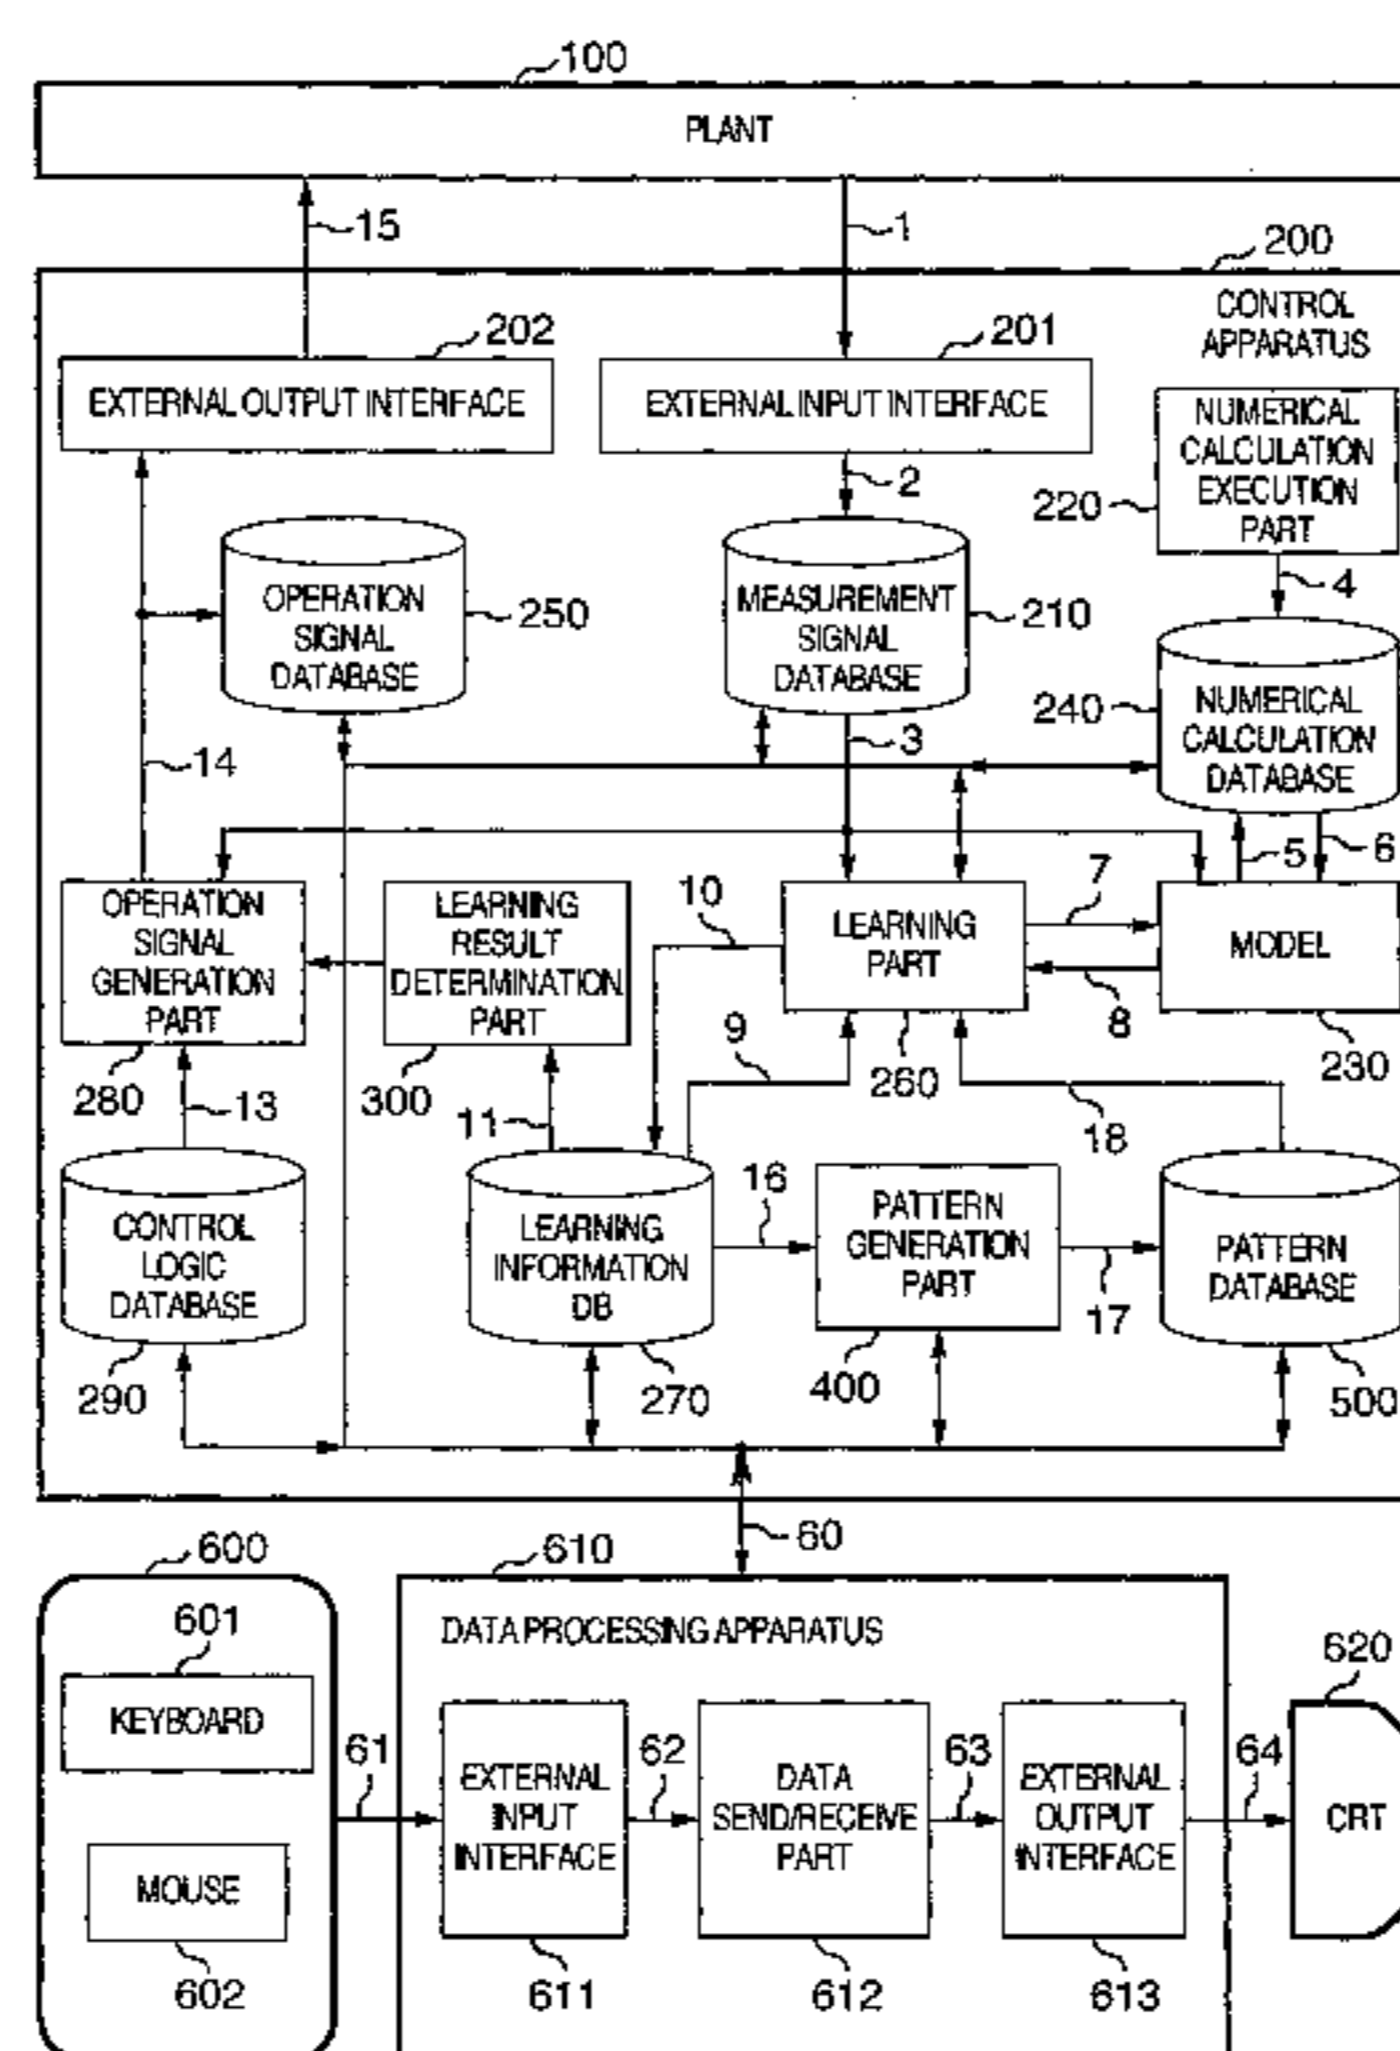 100
PLANT
15
1
200
CONTROL
APPARATUS
202
201
EXTERNAL OUTPUT INTERFACE
EXTERNAL INPUT INTERFACE
NUMERICAL
CALCULATION
EXECUTION
PART
220
2
4
OPERATION
SIGNAL
DATABASE
250
MEASUREMENT
SIGNAL
DATABASE
210
240
NUMERICAL
CALCULATION
DATABASE
14
3
5
6
OPERATION
SIGNAL
GENERATION
PART
LEARNING
RESULT
DETERMINATION
PART
10
LEARNING
PART
7
8
MODEL
280
13
300
11
9
260
18
230
CONTROL
LOGIC
DATABASE
LEARNING
INFORMATION
DB
16
PATTERN
GENERATION
PART
17
PATTERN
DATABASE
290
270
400
500
60
600
610
601
KEYBOARD
MOUSE
602
DATA PROCESSING APPARATUS
61
EXTERNAL
INPUT
INTERFACE
62
DATA
SEND/RECEIVE
PART
63
EXTERNAL
OUTPUT
INTERFACE
64
620
CRT
611
612
613